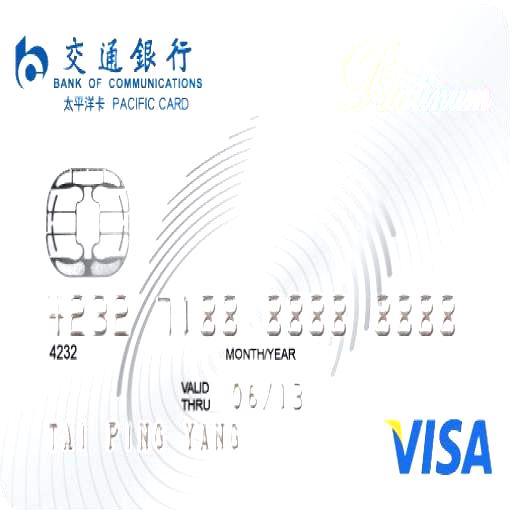 交通銀行
BANK OF COMMUNICATIONS
太平洋卡 PACIFIC CARD
Platinum
4232 7188 8888 8888
4232
MONTH/YEAR
VALID THRU 06/13
TAI PING YANG
VISA